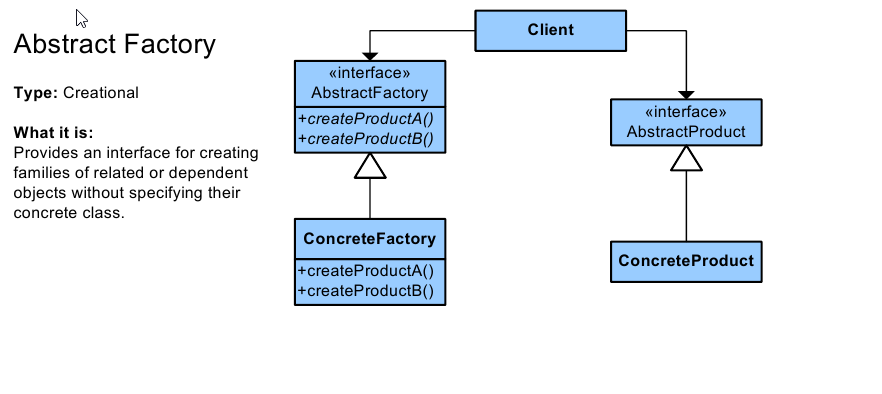 Abstract Factory
Type: Creational
What it is:
Provides an interface for creating
families of related or dependent
objects without specifying their
concrete class.
Client
«interface»
AbstractFactory
+createProductA()
+createProductB()
«interface»
AbstractProduct
ConcreteFactory
+createProductA()
+createProductB()
ConcreteProduct